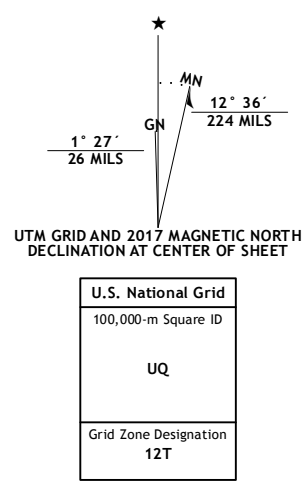 ★
MN
GN
12° 36´
224 MILS
1° 27´
26 MILS
UTM GRID AND 2017 MAGNETIC NORTH
DECLINATION AT CENTER OF SHEET
U.S. National Grid
100,000-m Square ID
UQ
Grid Zone Designation
12T